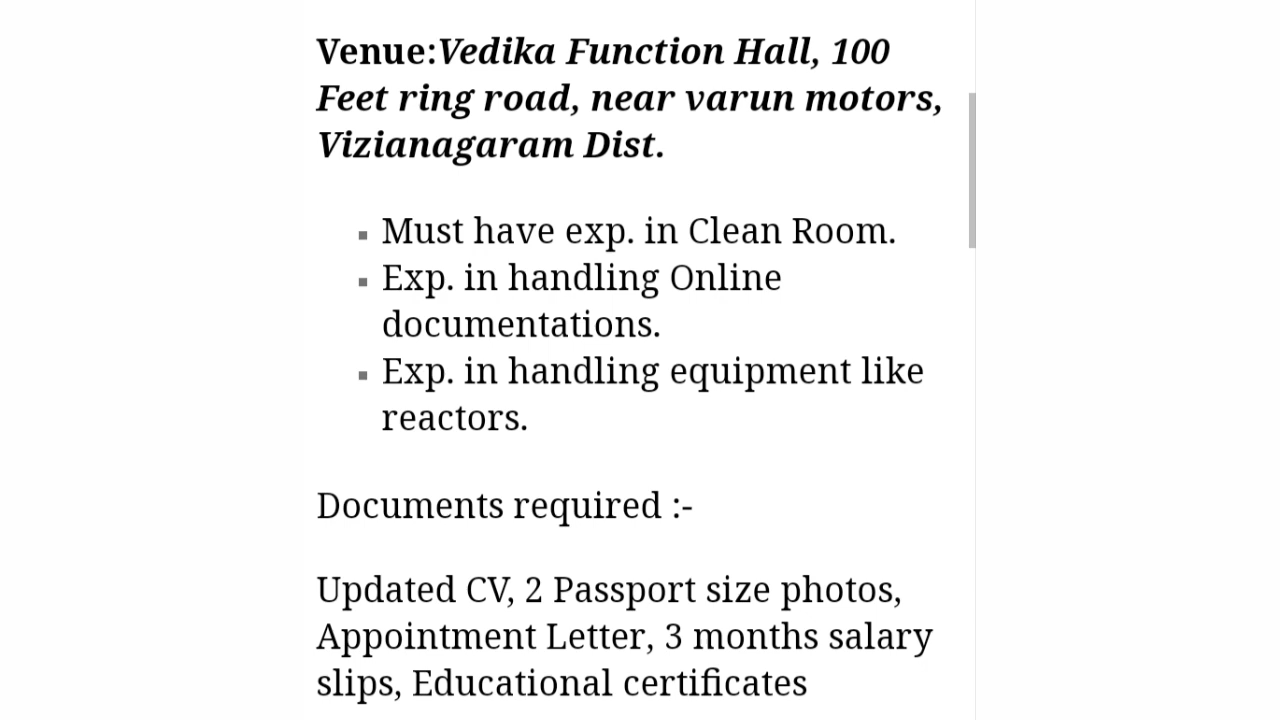 Venue:Vedika Function Hall, 100
Feet ring road, near varun motors,
Vizianagaram Dist.
▪ Must have exp. in Clean Room.
▪ Exp. in handling Online
documentations.
▪ Exp. in handling equipment like
reactors.
Documents required :-
Updated CV, 2 Passport size photos,
Appointment Letter, 3 months salary
slips, Educational certificates